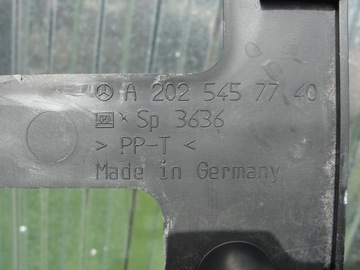 A 202 545 77 40
Sp 3636
> PP-T <
Made in Germany